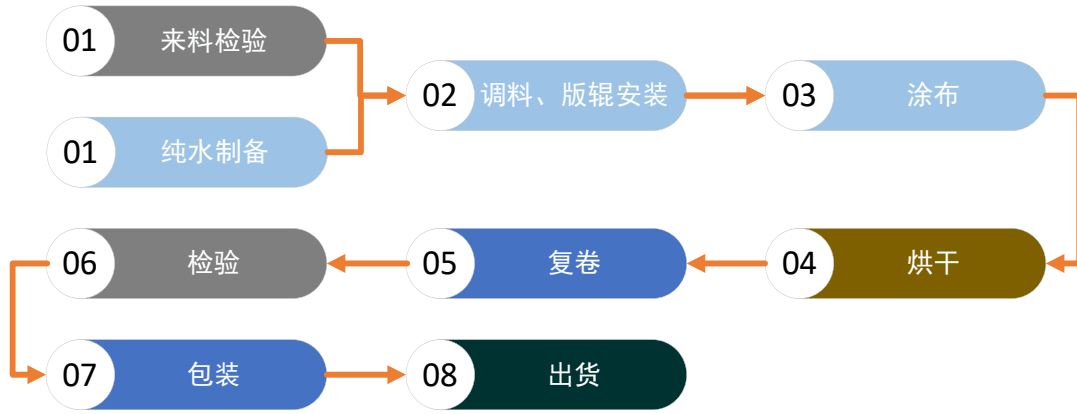 01 来料检验
01 纯水制备
02 调料、版辊安装
03 涂布
04 烘干
05 复卷
06 检验
07 包装
08 出货